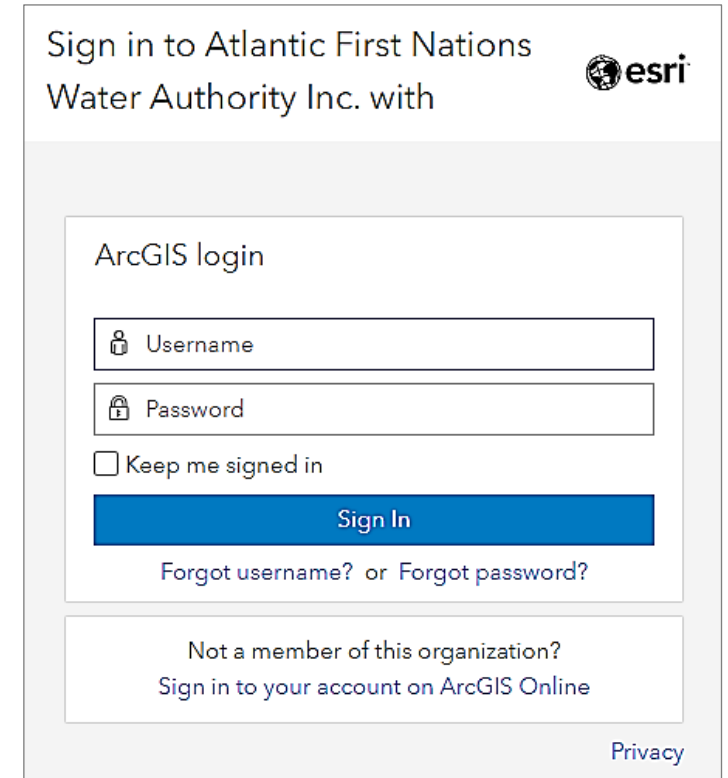 Sign in to Atlantic First Nations
Water Authority Inc. with
esri
ArcGIS login
Username
Password
Keep me signed in
Sign In
Forgot username? or Forgot password?
Not a member of this organization?
Sign in to your account on ArcGIS Online
Privacy